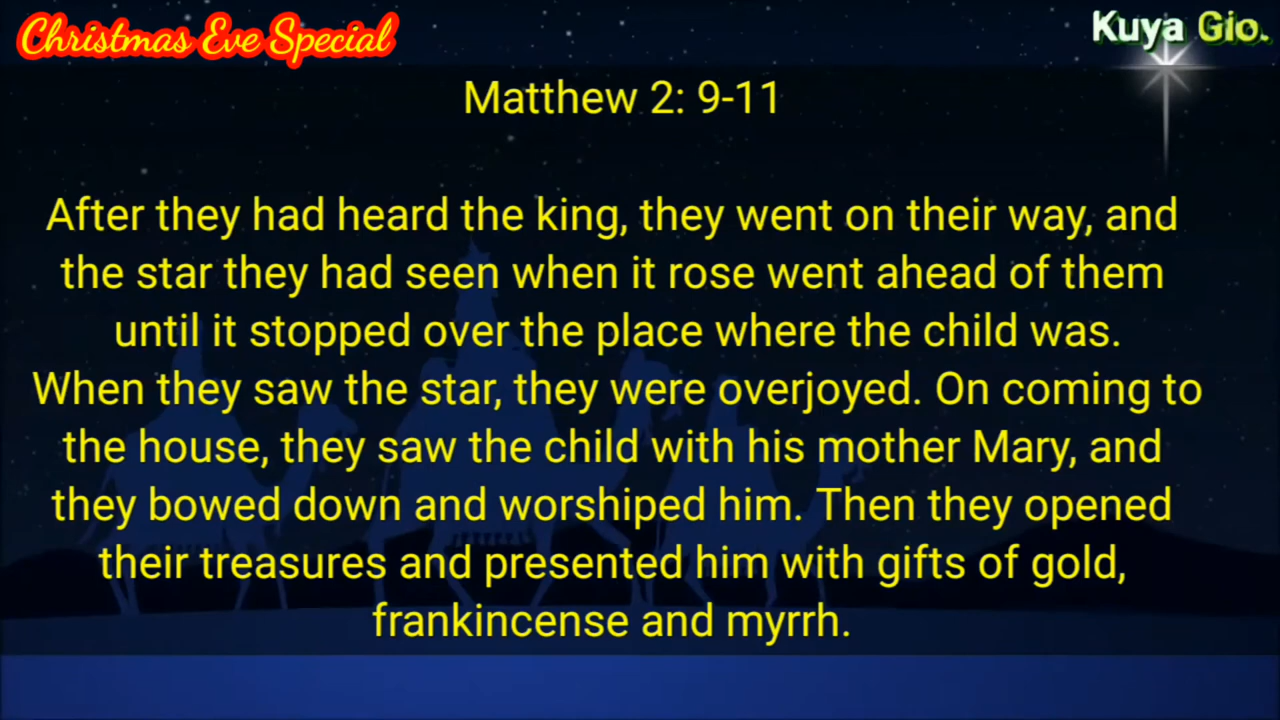 Christmas Eve Special
Kuya Gio.
Matthew 2: 9-11
After they had heard the king, they went on their way, and
the star they had seen when it rose went ahead of them
until it stopped over the place where the child was.
When they saw the star, they were overjoyed. On coming to
the house, they saw the child with his mother Mary, and
they bowed down and worshiped him. Then they opened
their treasures and presented him with gifts of gold,
frankincense and myrrh.